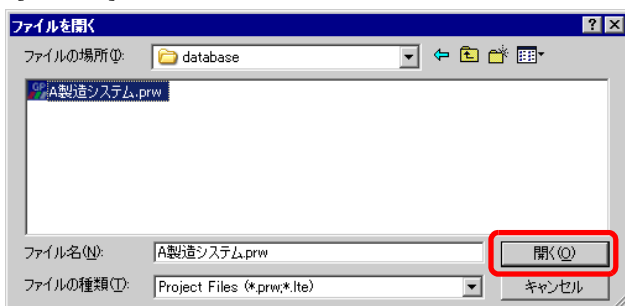 ファイルを開く
ファイルの場所(I): database
A製造システム.prw
ファイル名(N): A製造システム.prw 開く(O)
ファイルの種類(T): Project Files (*.prw;*.lte) キャンセル